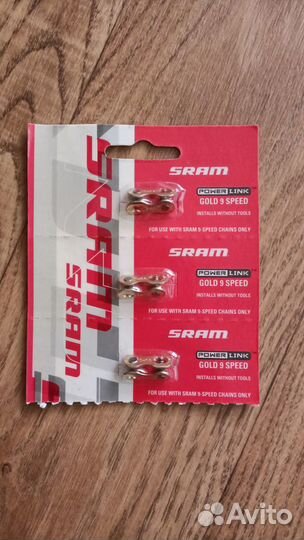 SRAM
SRAM
SRAM
POWER LINK
GOLD 9 SPEED
INSTALLS WITHOUT TOOLS
FOR USE WITH SRAM 9-SPEED CHAINS ONLY
SRAM
POWER LINK
GOLD 9 SPEED
INSTALLS WITHOUT TOOLS
FOR USE WITH SRAM 9-SPEED CHAINS ONLY
SRAM
POWER LINK
GOLD 9 SPEED
INSTALLS WITHOUT TOOLS
FOR USE WITH SRAM 9-SPEED CHAINS ONLY
Avito